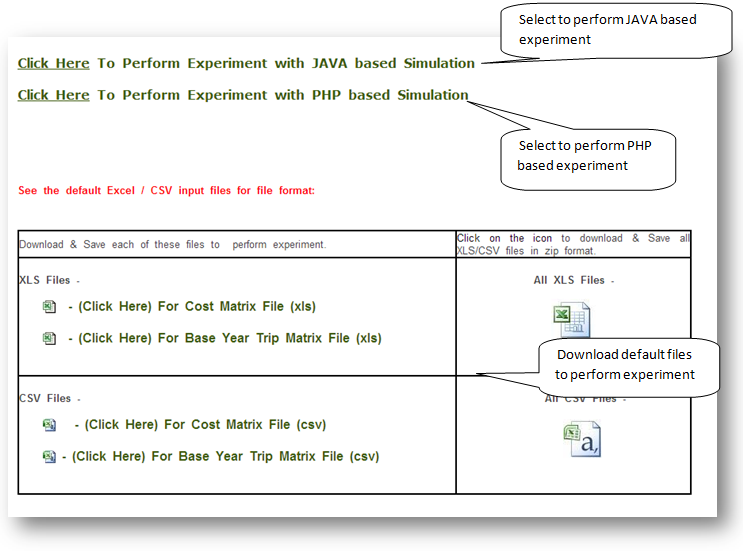 Select to perform JAVA based
experiment
Click Here To Perform Experiment with JAVA based Simulation
Click Here To Perform Experiment with PHP based Simulation
Select to perform PHP
based experiment
See the default Excel / CSV input files for file format:
Download & Save each of these files to perform experiment.
Click on the icon to download & Save all
XLS/CSV files in zip format.
XLS Files -
- (Click Here) For Cost Matrix File (xls)
- (Click Here) For Base Year Trip Matrix File (xls)
All XLS Files -
Download default files
to perform experiment
CSV Files -
- (Click Here) For Cost Matrix File (csv)
- (Click Here) For Base Year Trip Matrix File (csv)
All CSV Files -
a,